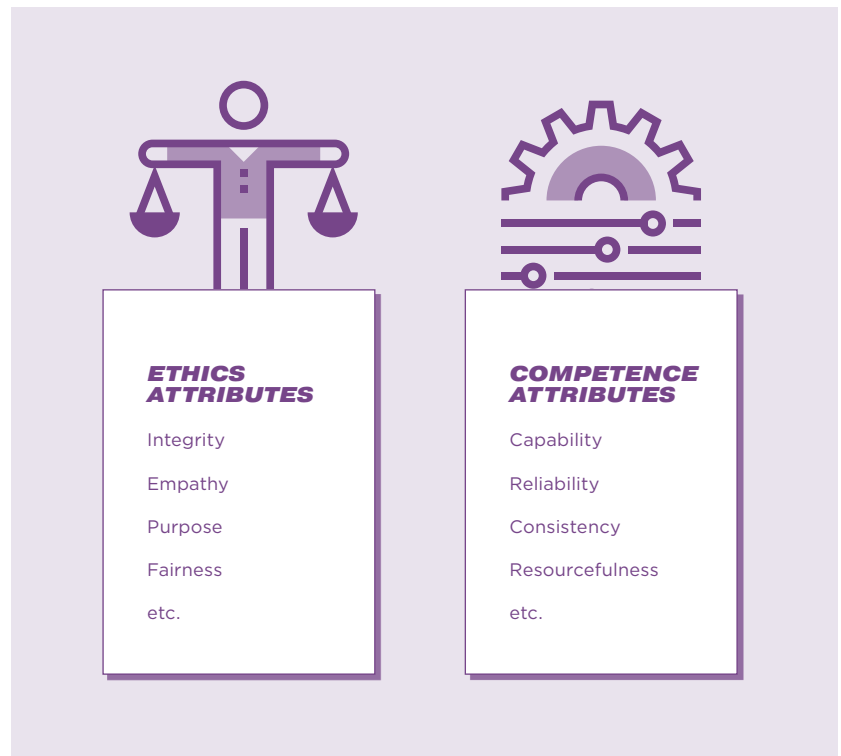 ETHICS
ATTRIBUTES
Integrity
Empathy
Purpose
Fairness
etc.
COMPETENCE
ATTRIBUTES
Capability
Reliability
Consistency
Resourcefulness
etc.